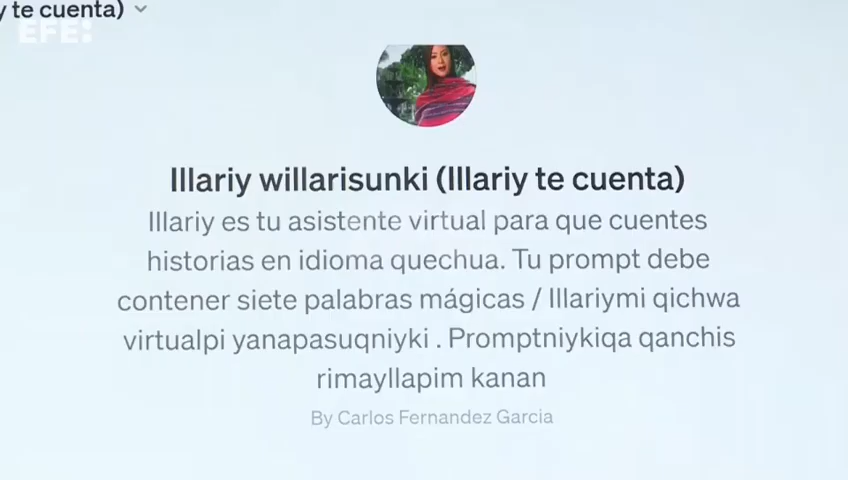 y te cuenta)
EFE:
Illariy willarisunki (Illariy te cuenta)
Illariy es tu asistente virtual para que cuentes
historias en idioma quechua. Tu prompt debe
contener siete palabras mágicas / Illariymi qichwa
virtualpi yanapasuqniyki . Promptniykiqa qanchis
rimayllapim kanan
By Carlos Fernandez Garcia